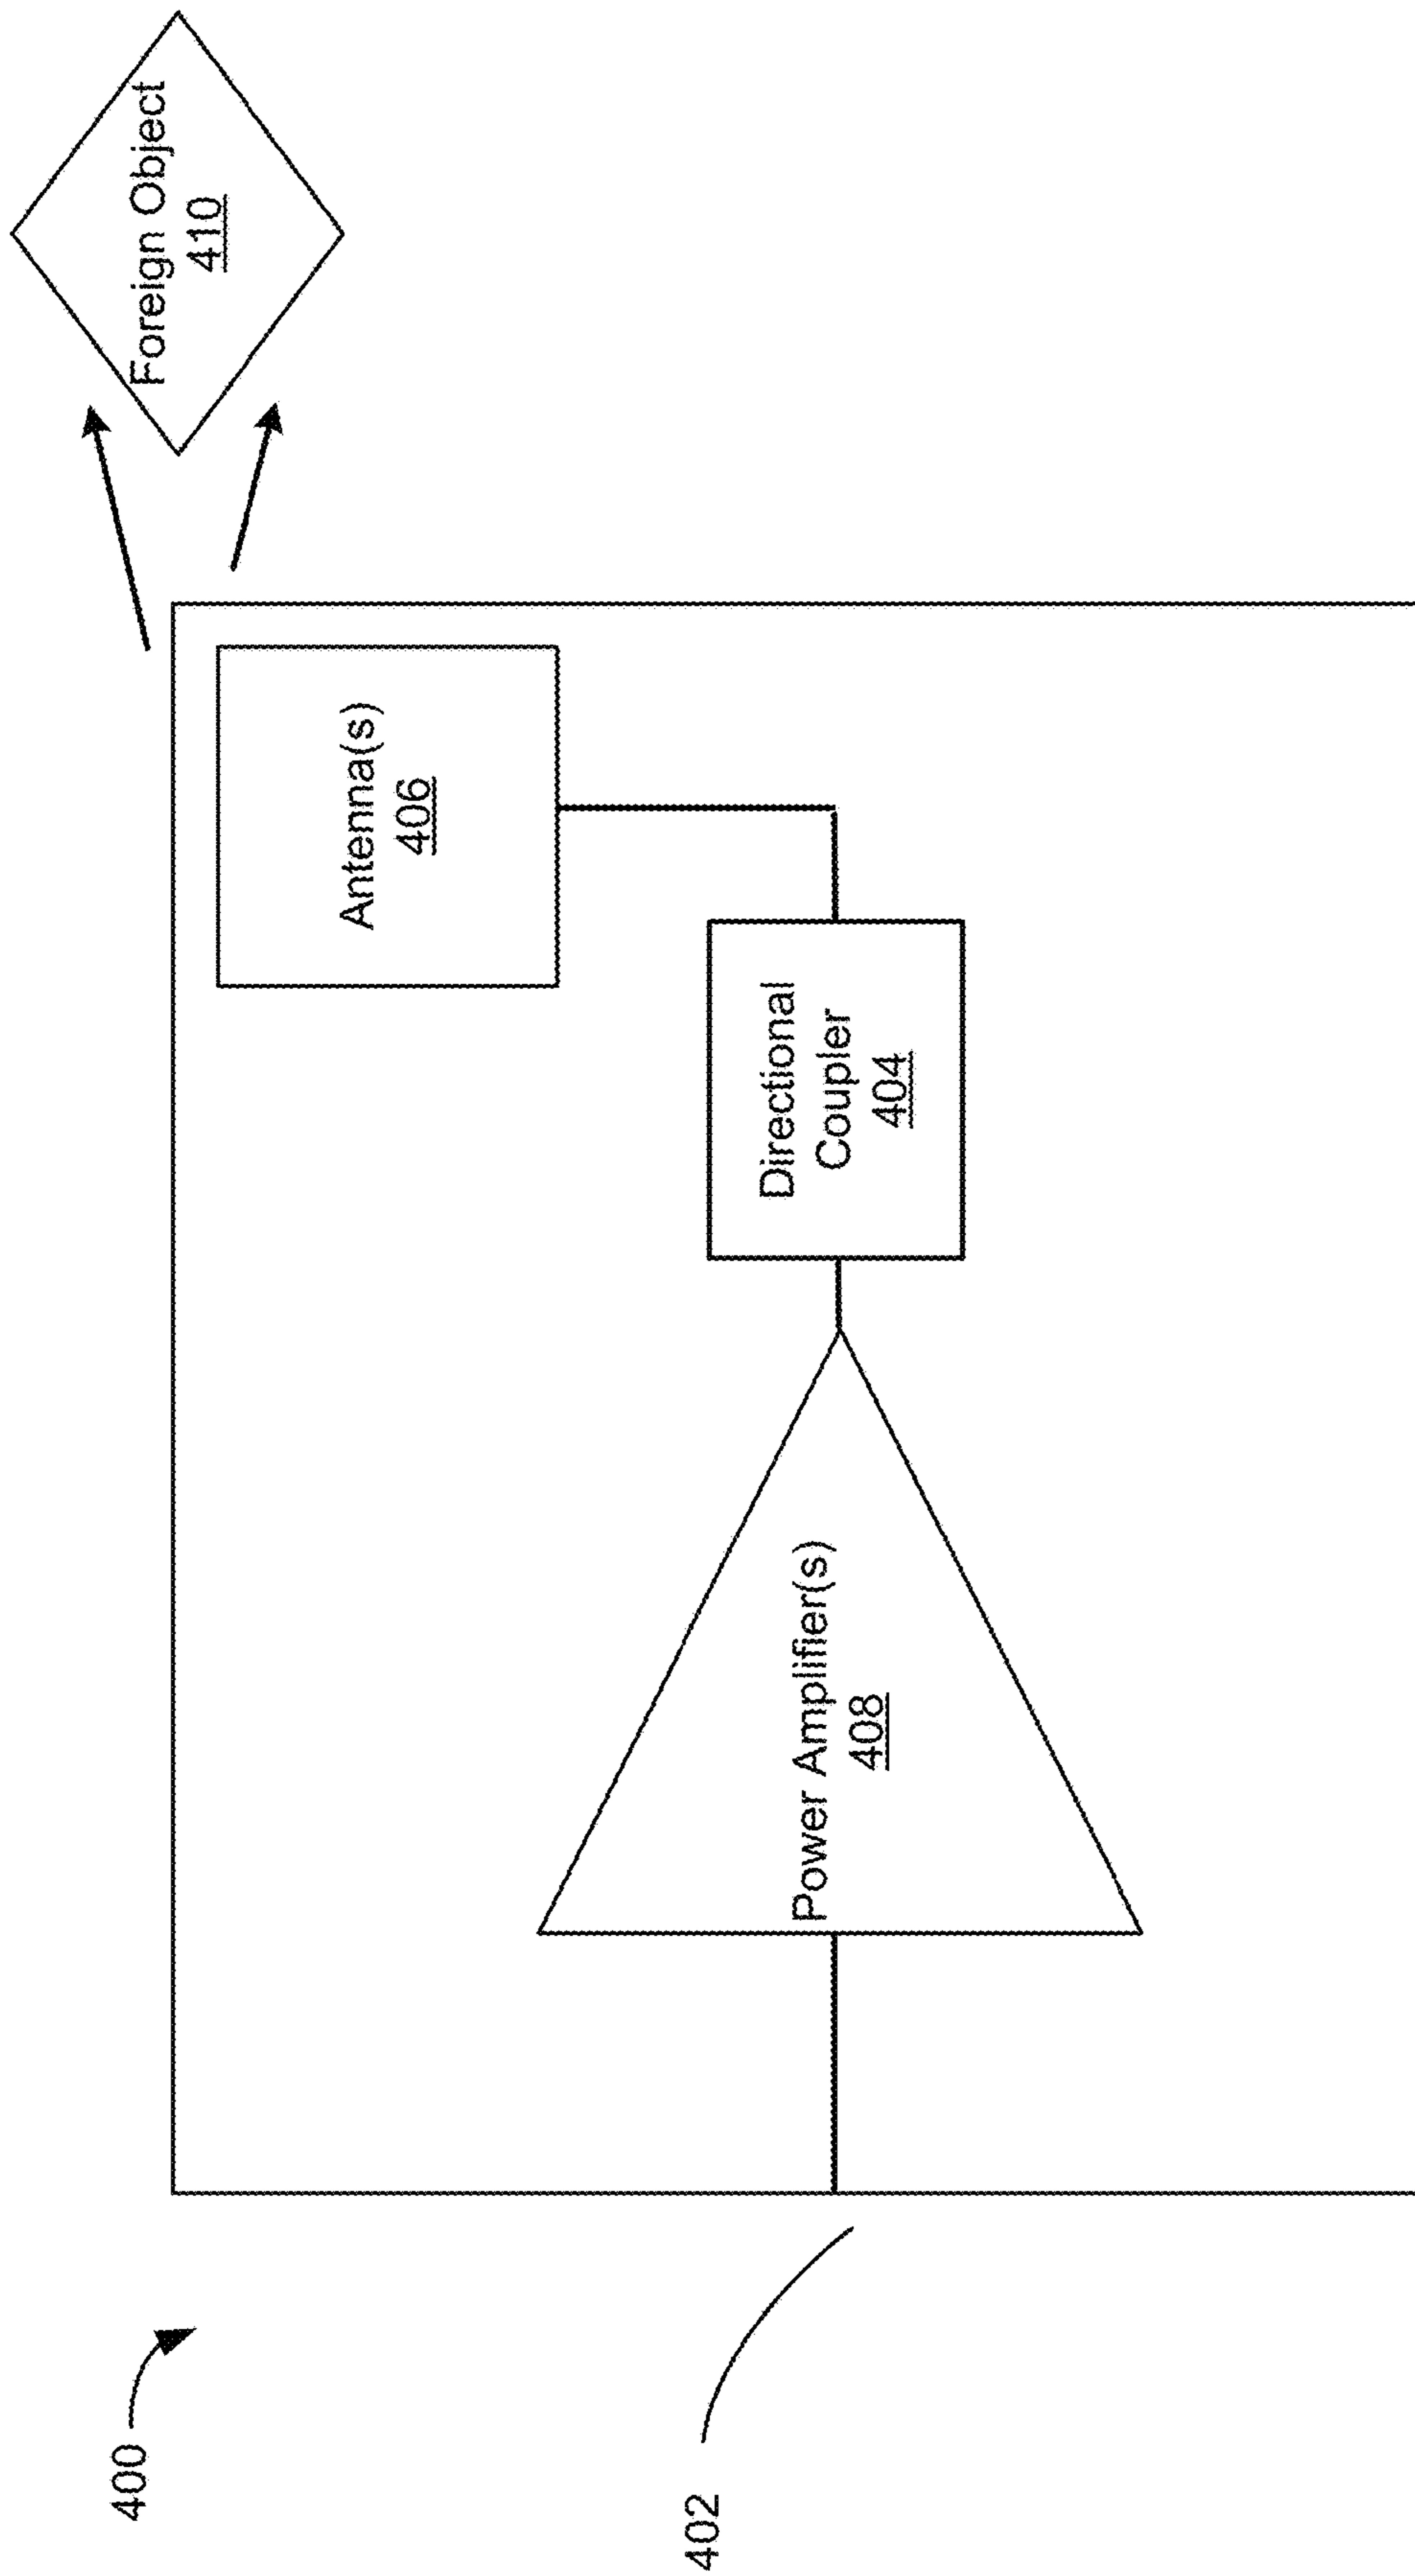 400
402
Power Amplifier(s)
408
Directional
Coupler
404
Antenna(s)
406
Foreign Object
410